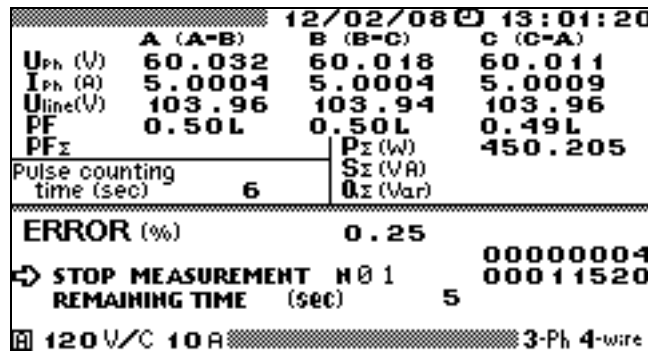 12/02/08 13:01:20
A (A-B) B (B-C) C (C-A)
UPh (V) 60.032 60.018 60.011
IPh (A) 5.0004 5.0004 5.0009
Uline(V) 103.96 103.94 103.96
PF 0.50L 0.50L 0.49L
PFΣ PΣ (W) 450.205
Pulse counting SΣ (VA)
time (sec) 6 QΣ (Var)
ERROR (%) 0.25
00000004
STOP MEASUREMENT N01 00011520
REMAINING TIME (sec) 5
A 120 V/C 10 A 3-Ph 4-wire